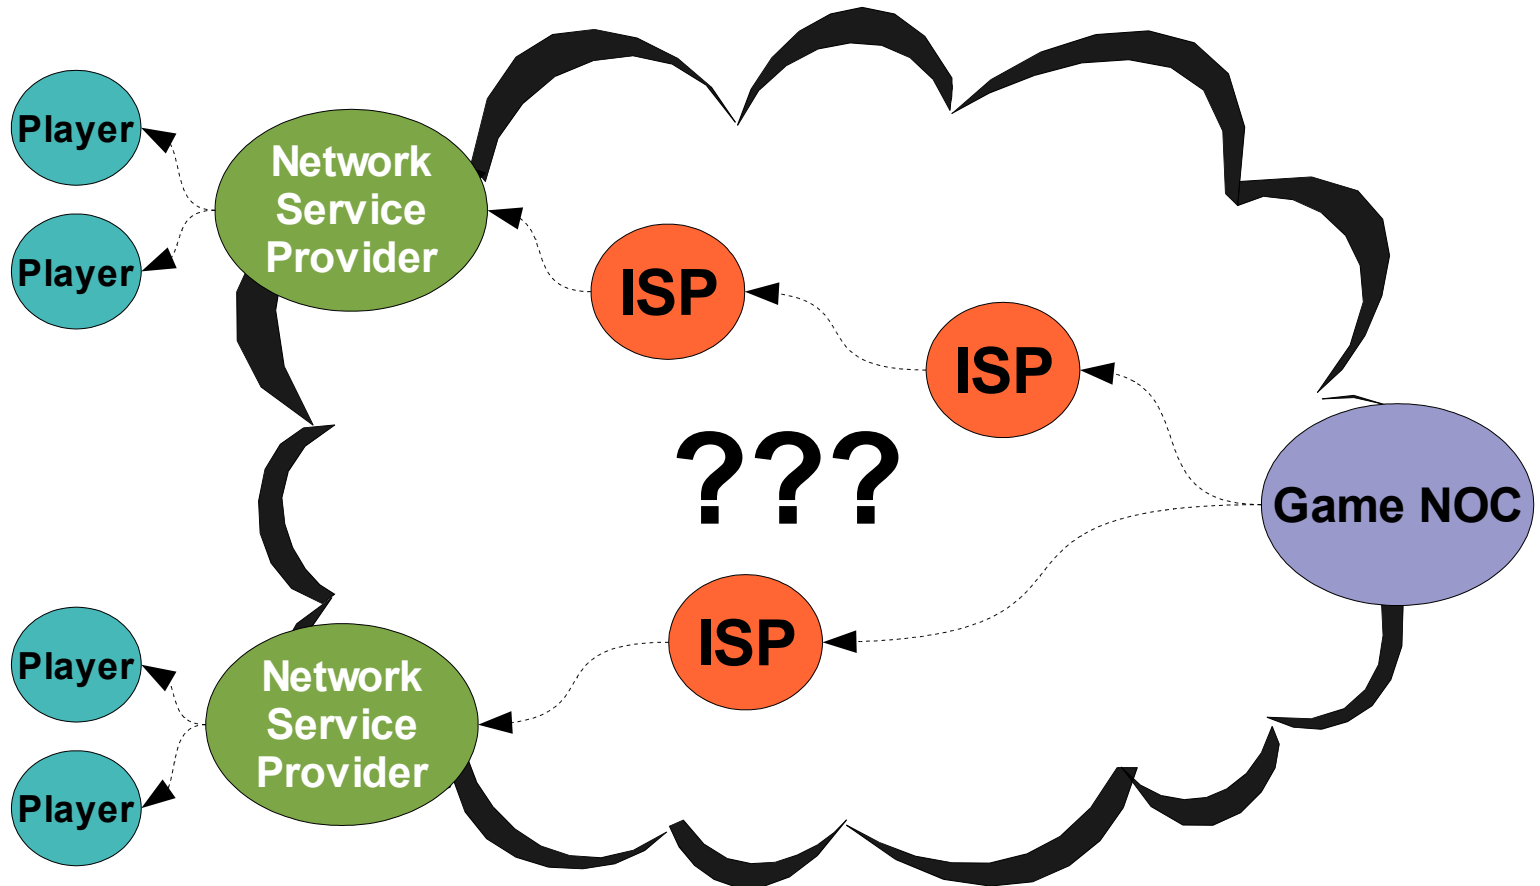 Player
Player
Network
Service
Provider
ISP
ISP
???
Game NOC
ISP
Player
Player
Network
Service
Provider